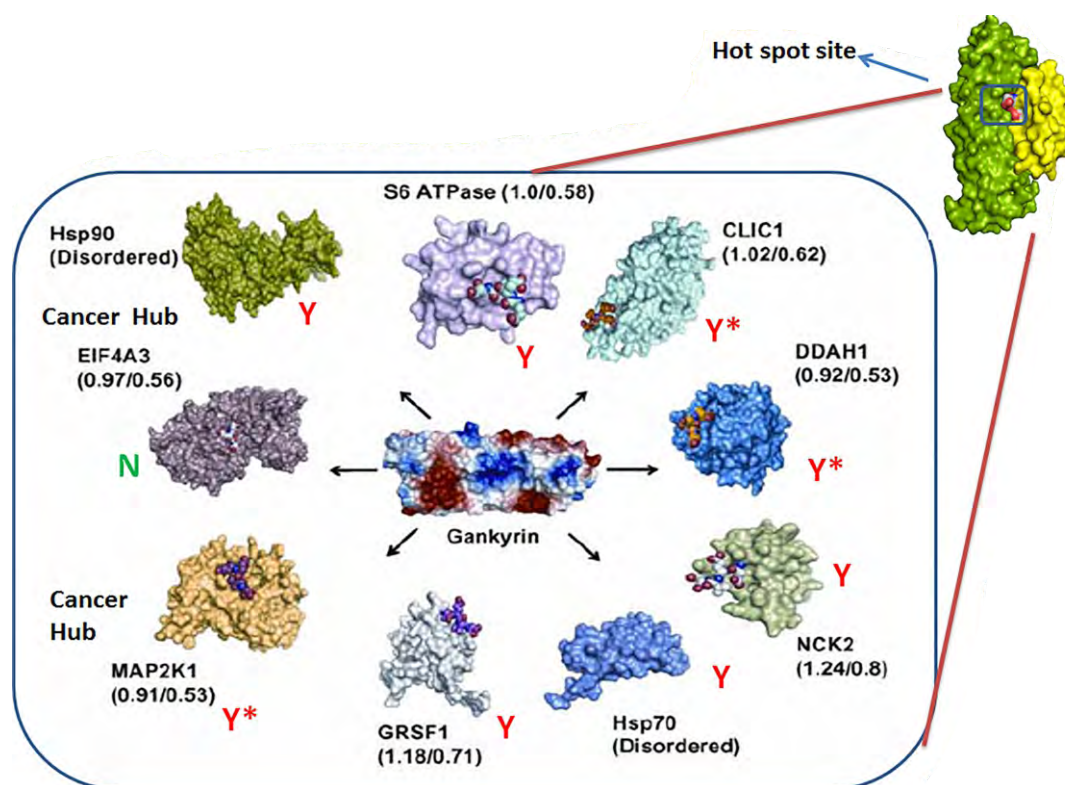 Hot spot site
S6 ATPase (1.0/0.58)
Hsp90
(Disordered)
Y
Y
CLIC1
(1.02/0.62)
Y*
Cancer Hub
EIF4A3
(0.97/0.56)
N
DDAH1
(0.92/0.53)
Y*
Gankyrin
Cancer
Hub
MAP2K1
(0.91/0.53)
Y*
GRSF1
(1.18/0.71)
Y
Y
Hsp70
(Disordered)
Y
NCK2
(1.24/0.8)